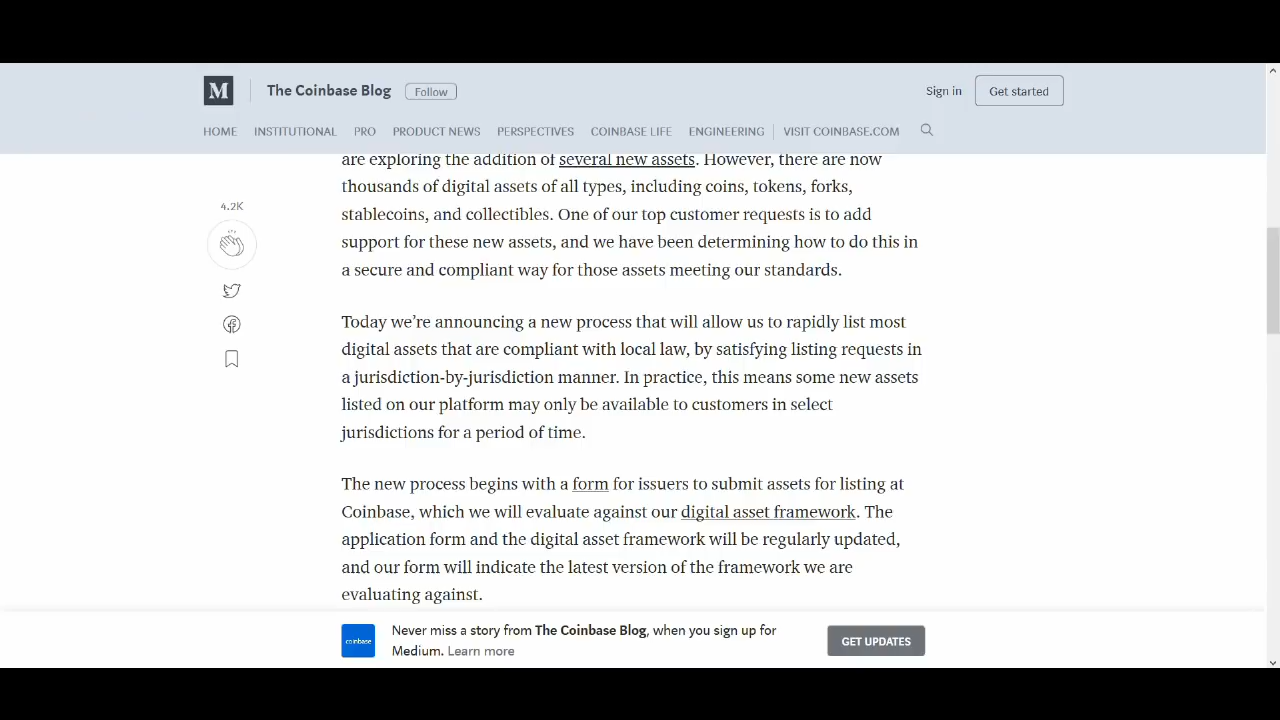 M
The Coinbase Blog
Follow
Sign in
Get started
HOME INSTITUTIONAL PRO PRODUCT NEWS PERSPECTIVES COINBASE LIFE ENGINEERING VISIT COINBASE.COM
are exploring the addition of several new assets. However, there are now
thousands of digital assets of all types, including coins, tokens, forks,
stablecoins, and collectibles. One of our top customer requests is to add
support for these new assets, and we have been determining how to do this in
a secure and compliant way for those assets meeting our standards.
4.2K
Today we’re announcing a new process that will allow us to rapidly list most
digital assets that are compliant with local law, by satisfying listing requests in
a jurisdiction-by-jurisdiction manner. In practice, this means some new assets
listed on our platform may only be available to customers in select
jurisdictions for a period of time.
The new process begins with a form for issuers to submit assets for listing at
Coinbase, which we will evaluate against our digital asset framework. The
application form and the digital asset framework will be regularly updated,
and our form will indicate the latest version of the framework we are
evaluating against.
coinbase
Never miss a story from The Coinbase Blog, when you sign up for
Medium. Learn more
GET UPDATES